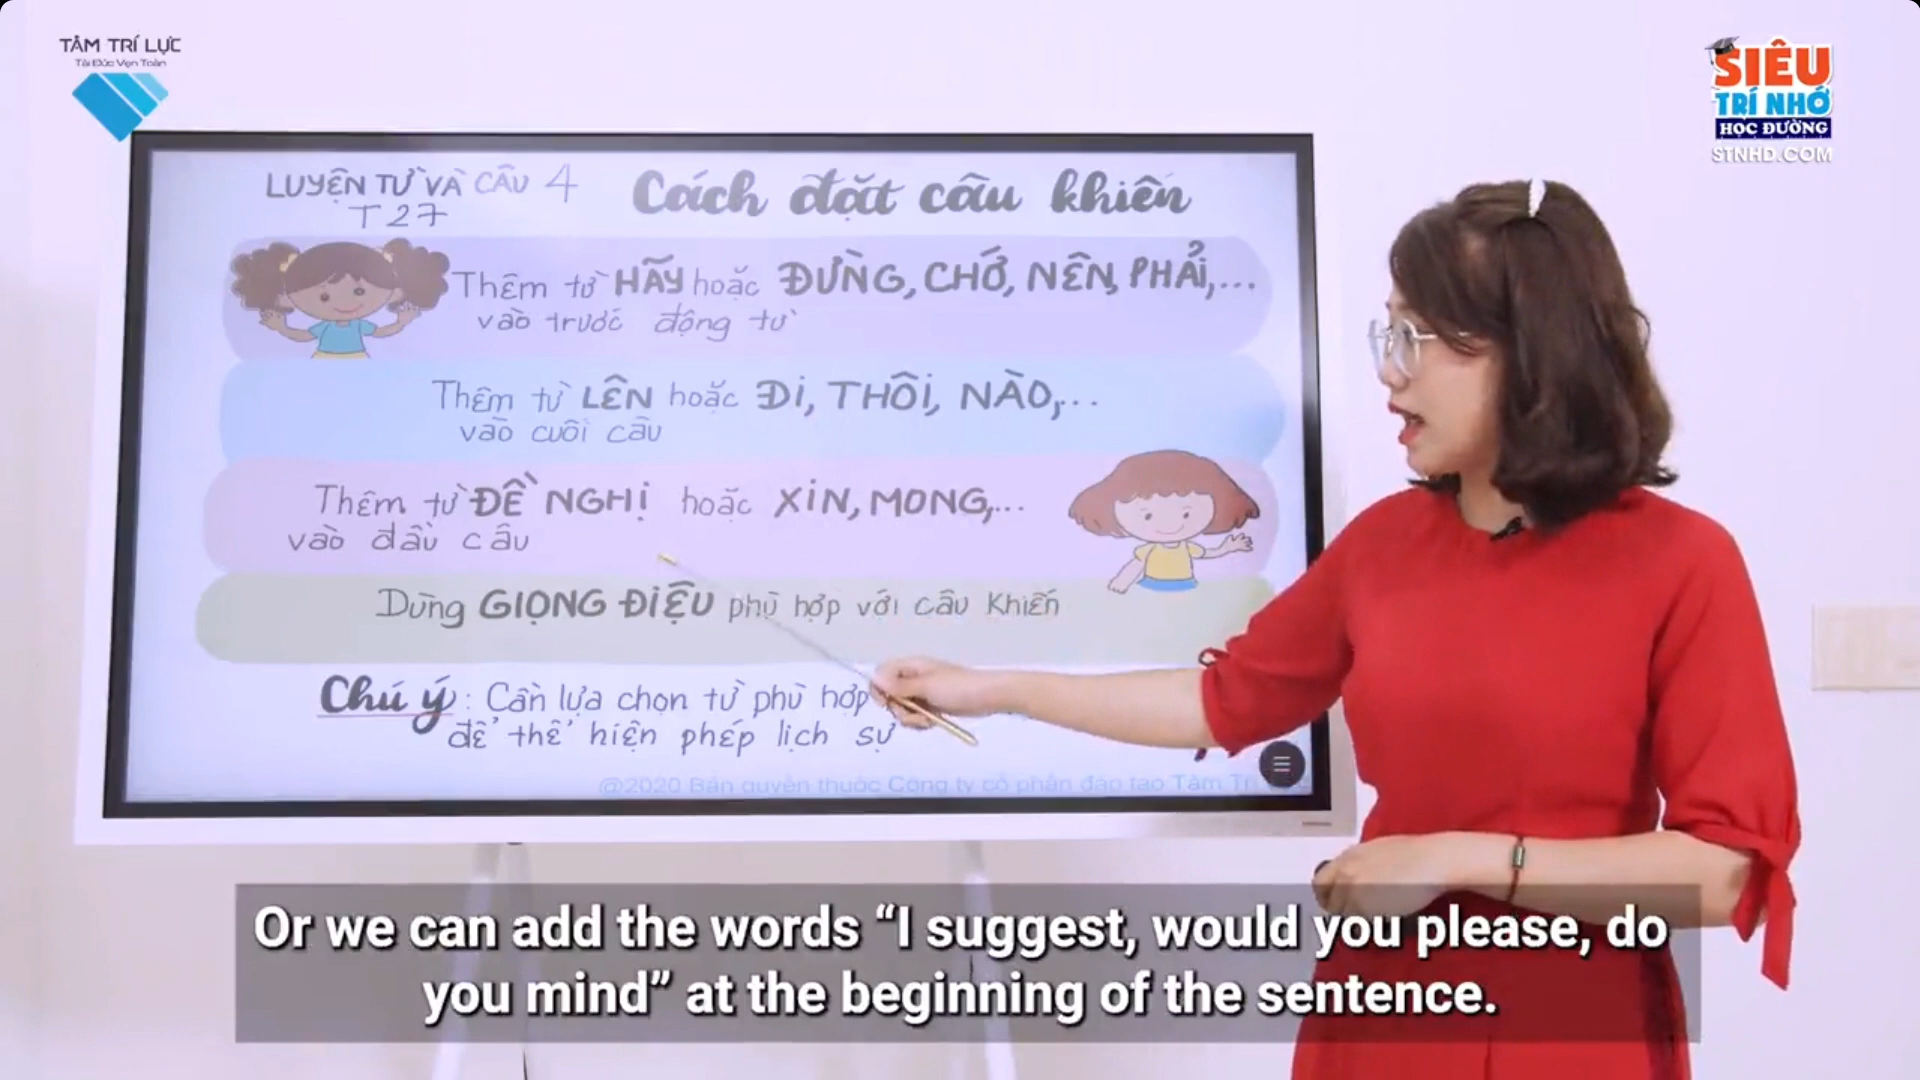 TÂM TRÍ LỰC
Tài Đức Vẹn Toàn
SIÊU
TRÍ NHỚ
HỌC ĐƯỜNG
STNHD.COM
LUYỆN TỪ VÀ CÂU 4
T27
Cách đặt câu khiến
Thêm từ HÃY hoặc ĐỪNG, CHỚ, NÊN, PHẢI,...
vào trước động từ
Thêm từ LÊN hoặc ĐI, THÔI, NÀO,...
vào cuối câu
Thêm từ ĐỀ NGHỊ hoặc XIN, MONG,...
vào đầu câu
Dùng GIỌNG ĐIỆU phù hợp với câu khiến
Chú ý: Cần lựa chọn từ phù hợp
để thể hiện phép lịch sự
@2020 Bản quyền thuộc Công ty cổ phần đào tạo Tâm
Or we can add the words “I suggest, would you please, do
you mind” at the beginning of the sentence.